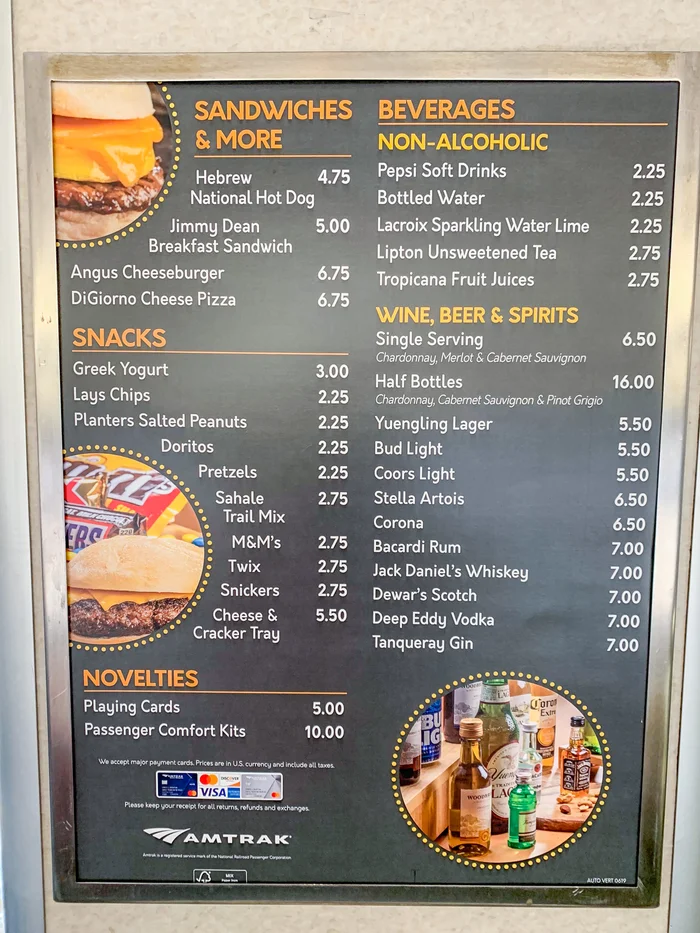 SANDWICHES
& MORE
Hebrew 4.75
National Hot Dog
Jimmy Dean 5.00
Breakfast Sandwich
Angus Cheeseburger 6.75
DiGiorno Cheese Pizza 6.75
SNACKS
Greek Yogurt 3.00
Lays Chips 2.25
Planters Salted Peanuts 2.25
Doritos 2.25
Pretzels 2.25
Sahale 2.75
Trail Mix
M&M's 2.75
Twix 2.75
Snickers 2.75
Cheese & 5.50
Cracker Tray
NOVELTIES
Playing Cards 5.00
Passenger Comfort Kits 10.00
We accept major payment cards. Prices are in U.S. currency and include all taxes.
DISCOVER
VISA
Please keep your receipt for all returns, refunds and exchanges.
AMTRAK
Amtrak is a registered service mark of the National Railroad Passenger Corporation.
MIX
BEVERAGES
NON-ALCOHOLIC
Pepsi Soft Drinks 2.25
Bottled Water 2.25
Lacroix Sparkling Water Lime 2.25
Lipton Unsweetened Tea 2.75
Tropicana Fruit Juices 2.75
WINE, BEER & SPIRITS
Single Serving 6.50
Chardonnay, Merlot & Cabernet Sauvignon
Half Bottles 16.00
Chardonnay, Cabernet Sauvignon & Pinot Grigio
Yuengling Lager 5.50
Bud Light 5.50
Coors Light 5.50
Stella Artois 6.50
Corona 6.50
Bacardi Rum 7.00
Jack Daniel's Whiskey 7.00
Dewar's Scotch 7.00
Deep Eddy Vodka 7.00
Tanqueray Gin 7.00
AUTO VERT 0619